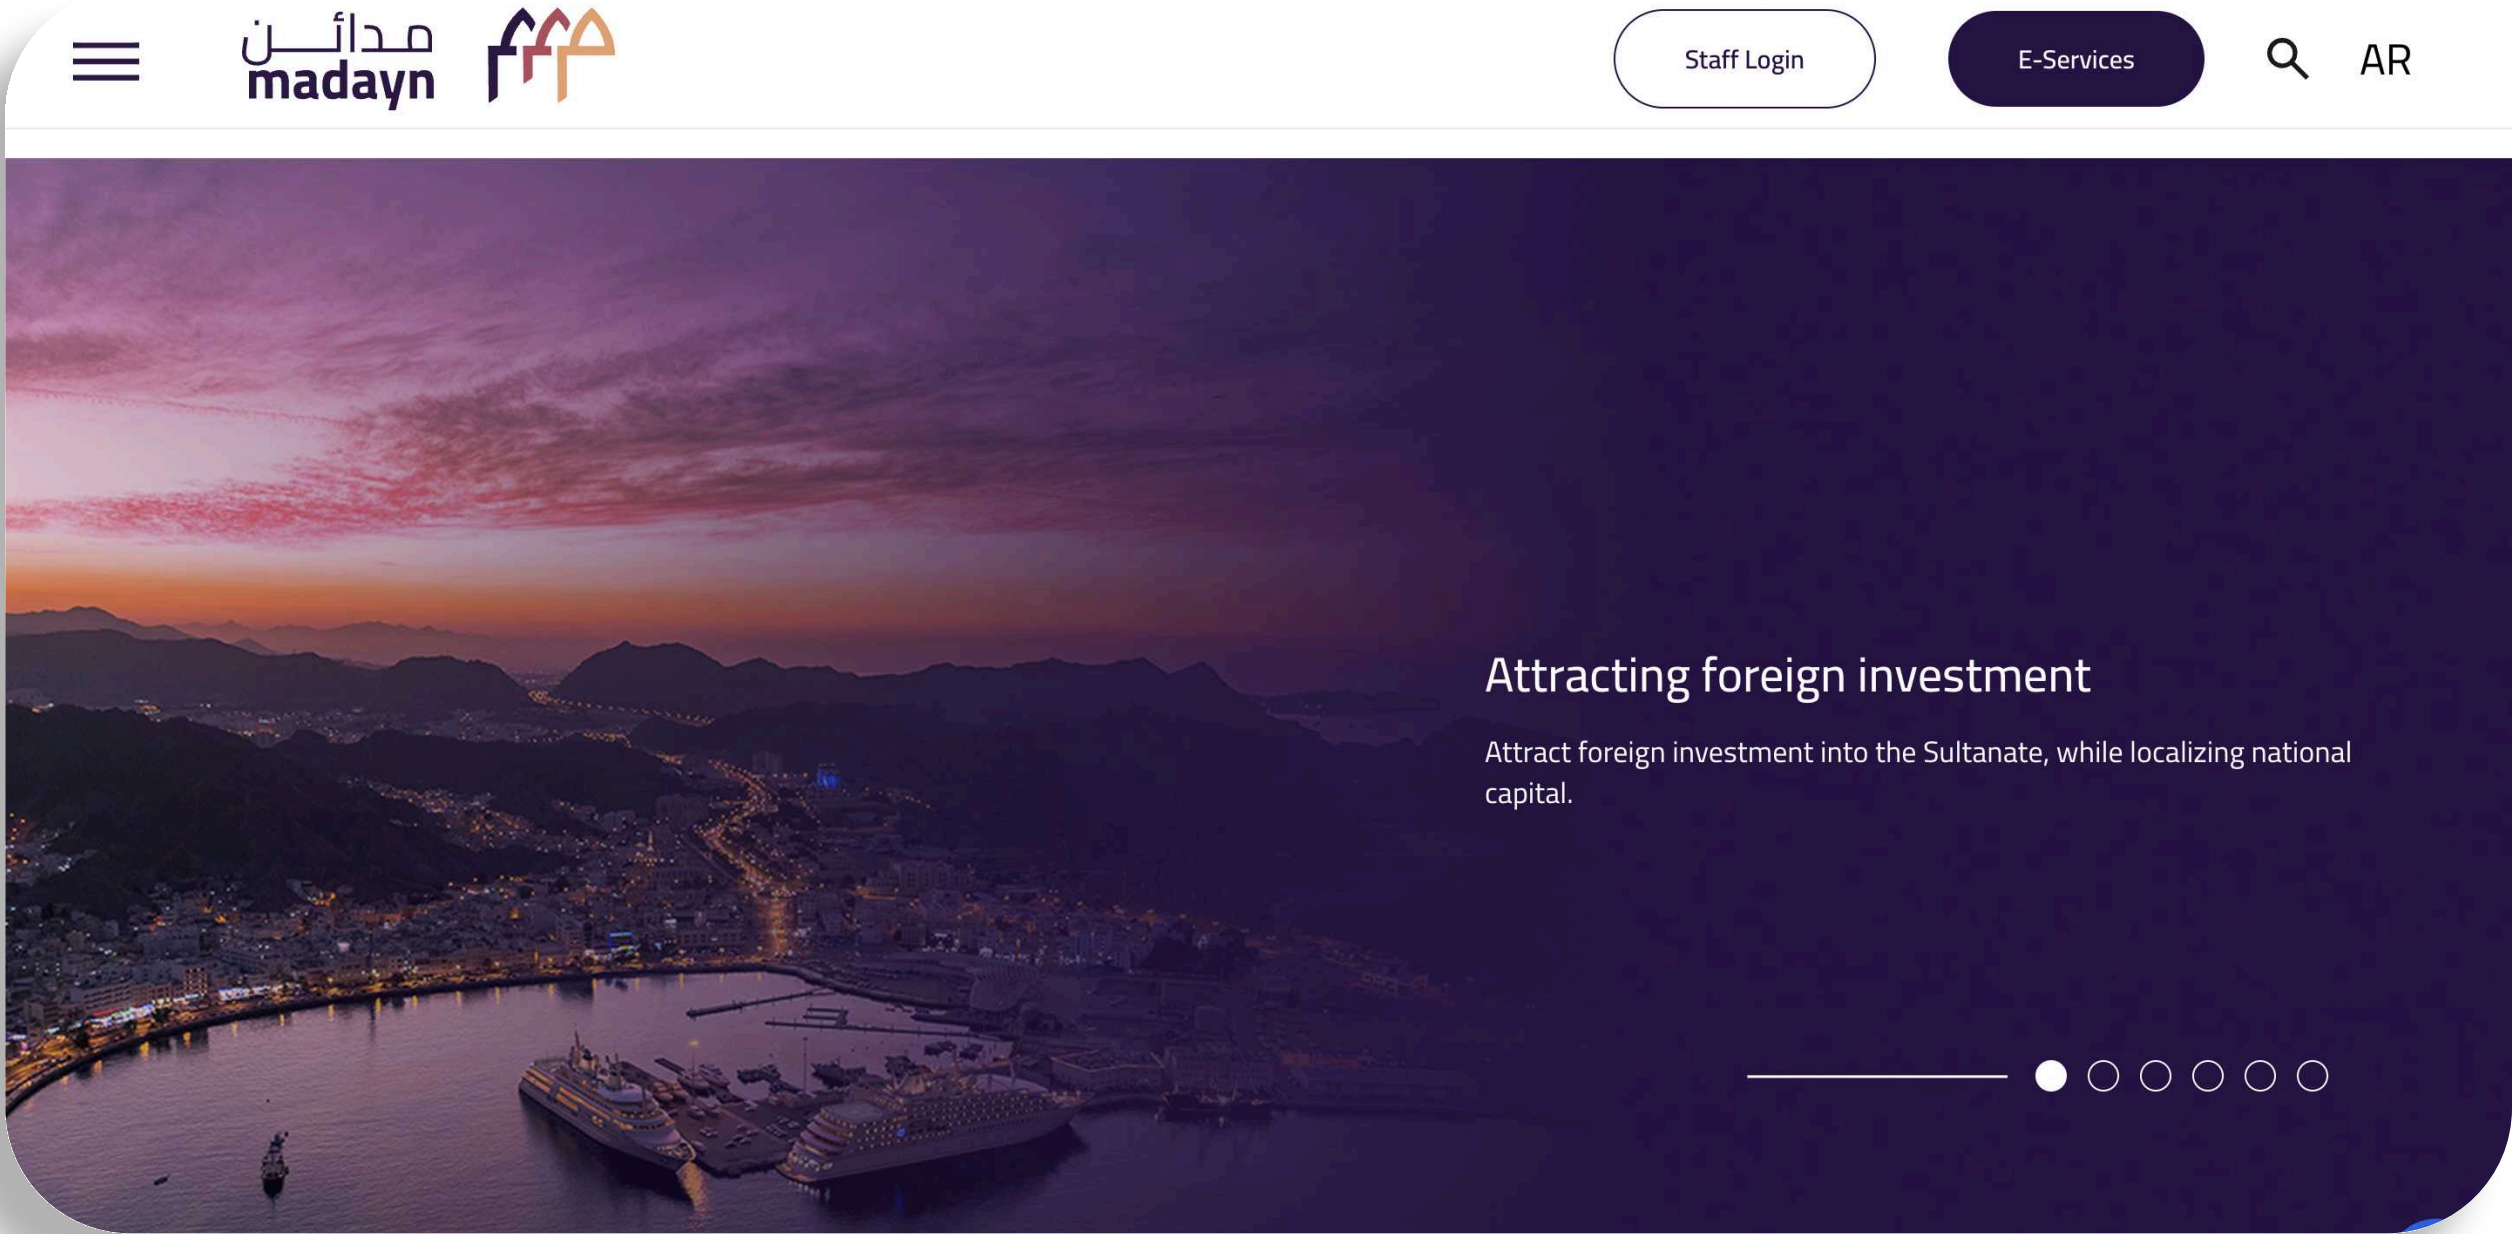 مدائن
madayn
Staff Login
E-Services
AR
Attracting foreign investment
Attract foreign investment into the Sultanate, while localizing national
capital.